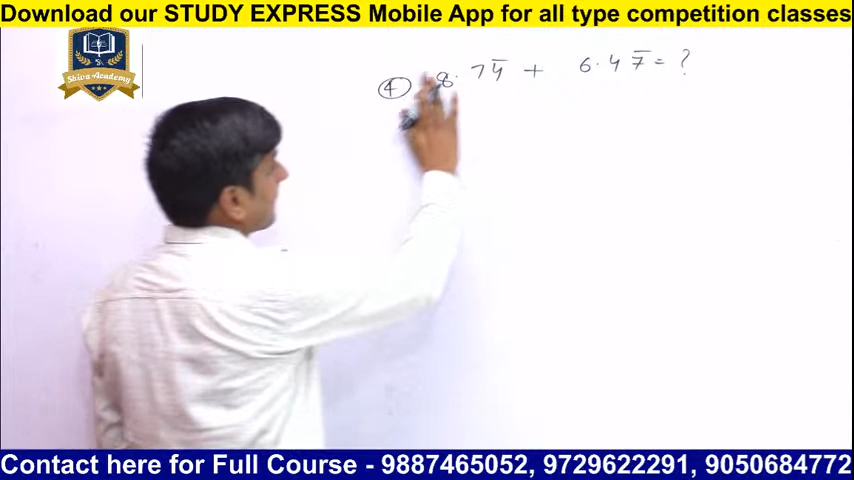 Download our STUDY EXPRESS Mobile App for all type competition classes
Shiva Academy
④ 8.74̅ + 6.47̅ = ?
Contact here for Full Course - 9887465052, 9729622291, 9050684772